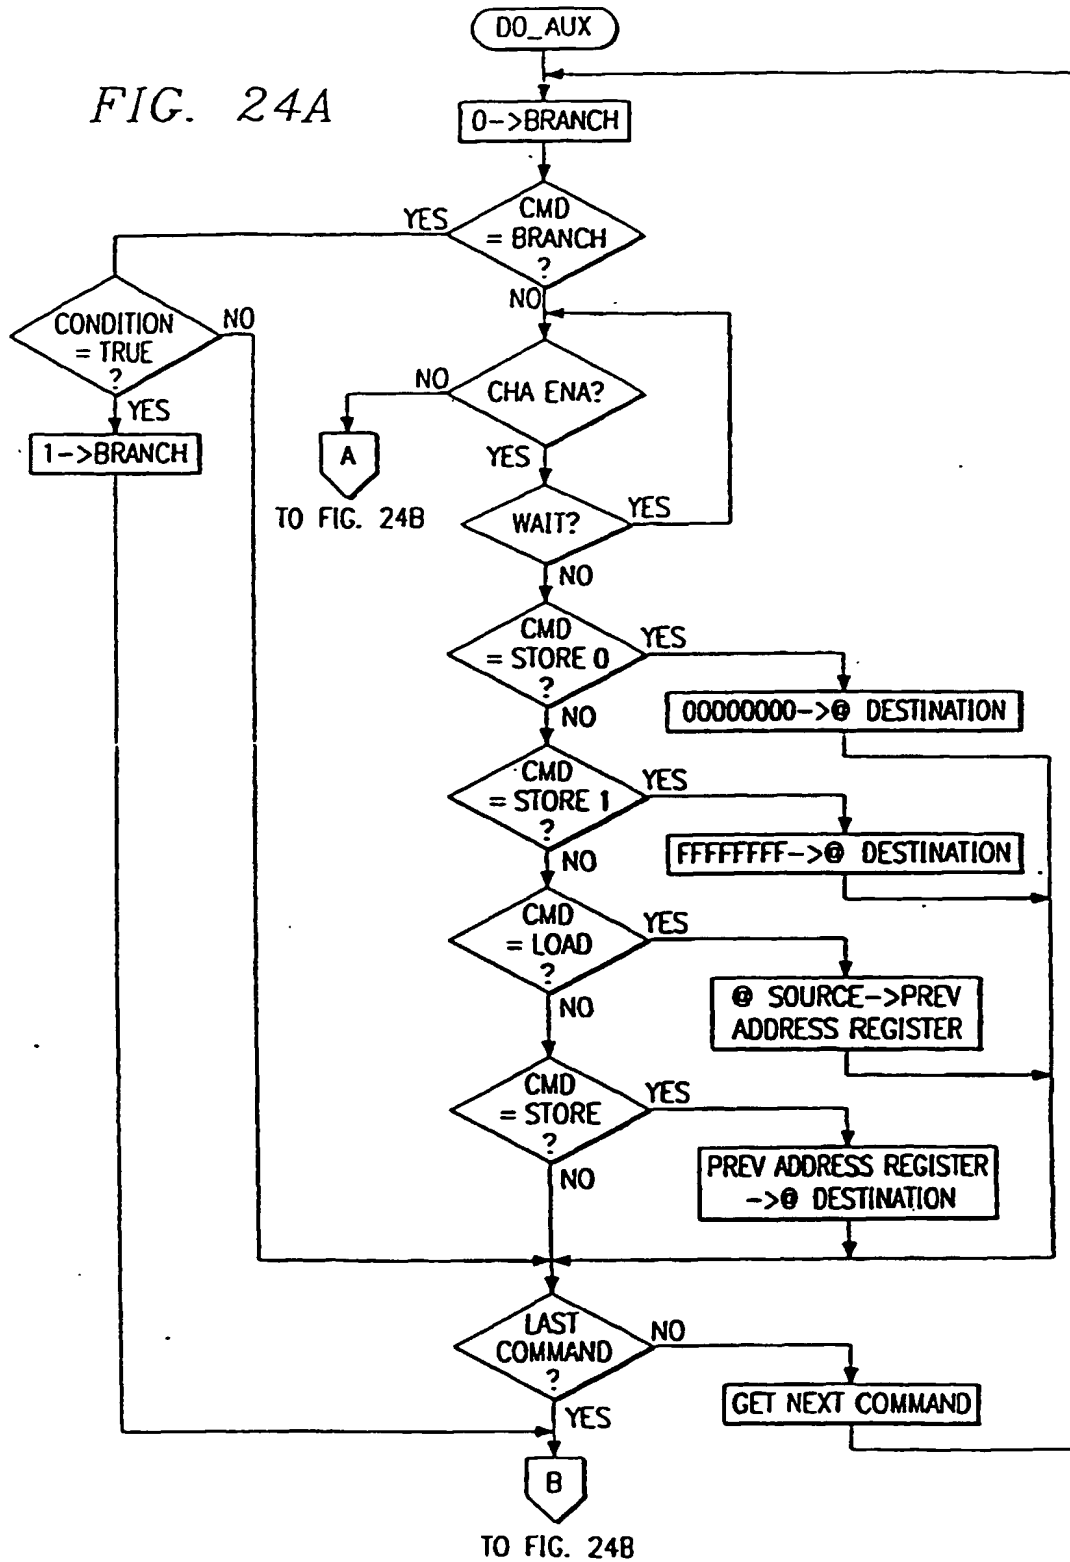 DO_AUX
FIG. 24A
0->BRANCH
CMD
= BRANCH
?
YES
NO
CONDITION
= TRUE
?
NO
YES
1->BRANCH
CHA ENA?
NO
YES
A
TO FIG. 24B
WAIT?
YES
NO
CMD
= STORE 0
?
YES
NO
00000000->@ DESTINATION
CMD
= STORE 1
?
YES
NO
FFFFFFFF->@ DESTINATION
CMD
= LOAD
?
YES
NO
@ SOURCE->PREV
ADDRESS REGISTER
CMD
= STORE
?
YES
NO
PREV ADDRESS REGISTER
->@ DESTINATION
LAST
COMMAND
?
NO
YES
GET NEXT COMMAND
B
TO FIG. 24B